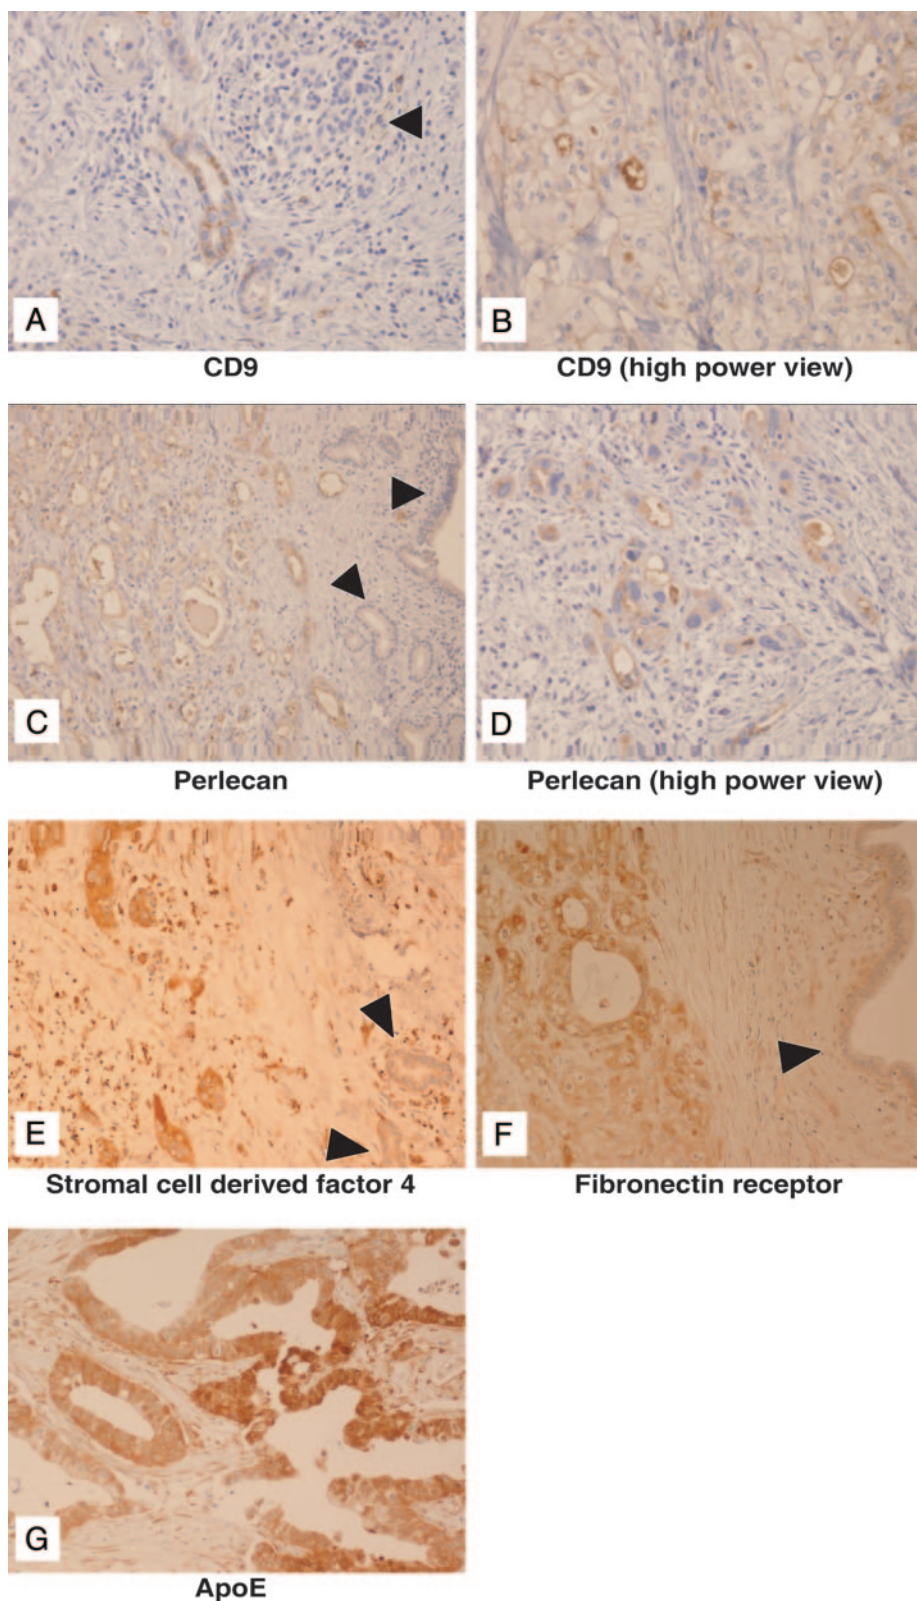 A
CD9
B
CD9 (high power view)
C
Perlecan
D
Perlecan (high power view)
E
Stromal cell derived factor 4
F
Fibronectin receptor
G
ApoE